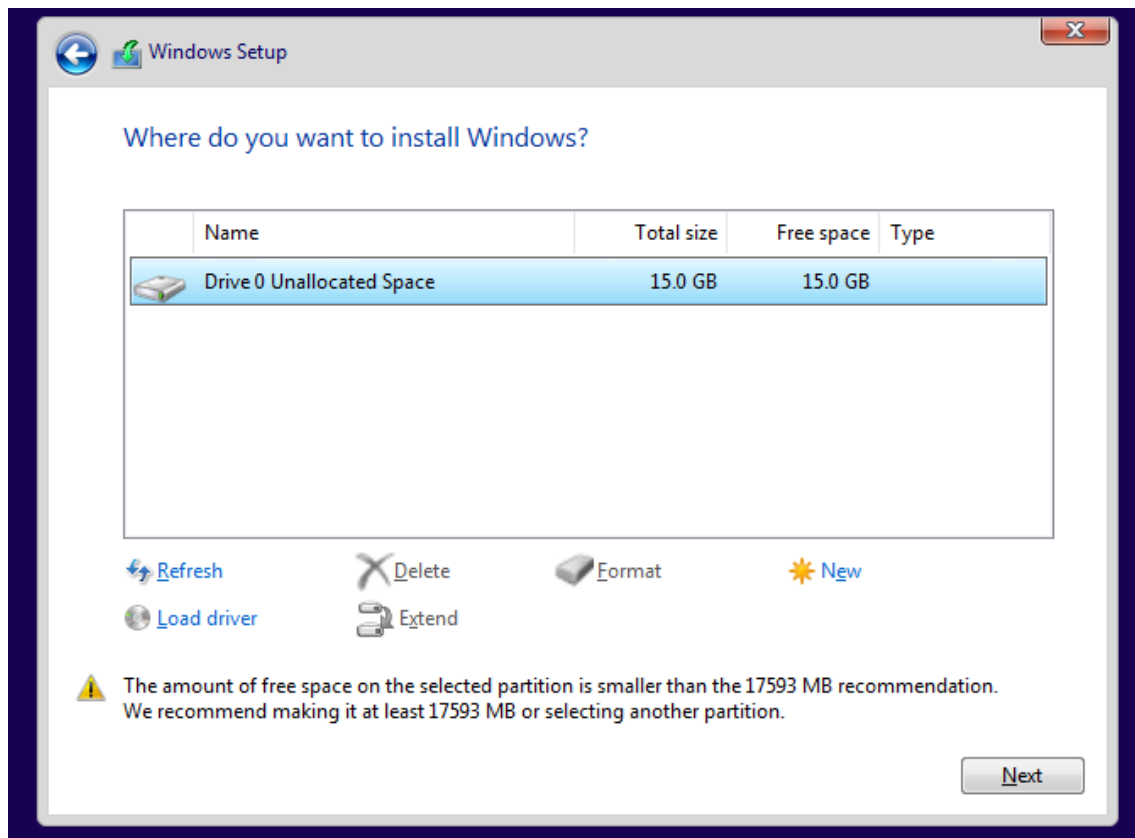 Windows Setup
Where do you want to install Windows?
Name Total size Free space Type
Drive 0 Unallocated Space 15.0 GB 15.0 GB
Refresh Delete Format New
Load driver Extend
The amount of free space on the selected partition is smaller than the 17593 MB recommendation.
We recommend making it at least 17593 MB or selecting another partition.
Next